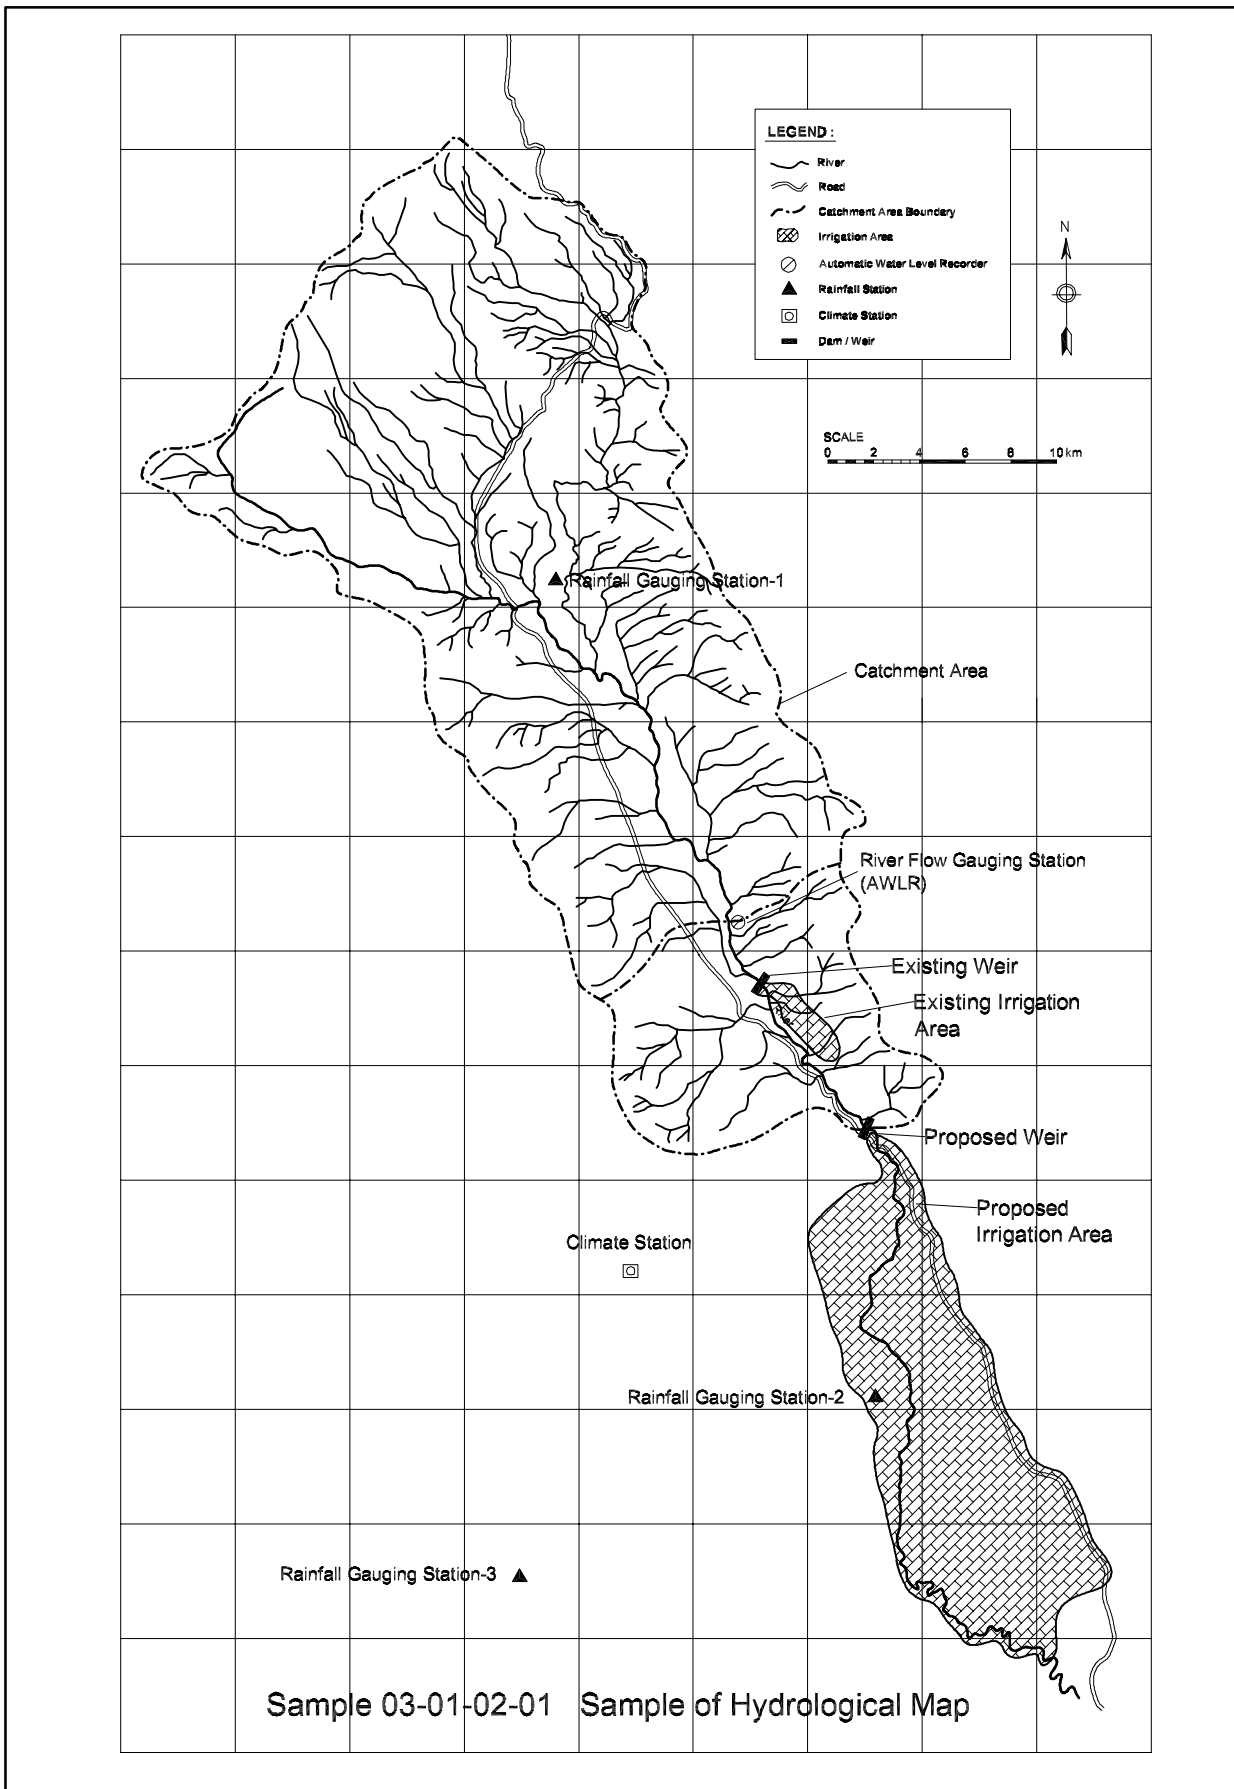 LEGEND :
River
Road
Catchment Area Boundary
Irrigation Area
Automatic Water Level Recorder
Rainfall Station
Climate Station
Dam / Weir
N
SCALE
0 2 4 6 8 10 km
Rainfall Gauging Station-1
Catchment Area
River Flow Gauging Station
(AWLR)
Existing Weir
Existing Irrigation
Area
Proposed Weir
Proposed
Irrigation Area
Climate Station
Rainfall Gauging Station-2
Rainfall Gauging Station-3
Sample 03-01-02-01 Sample of Hydrological Map